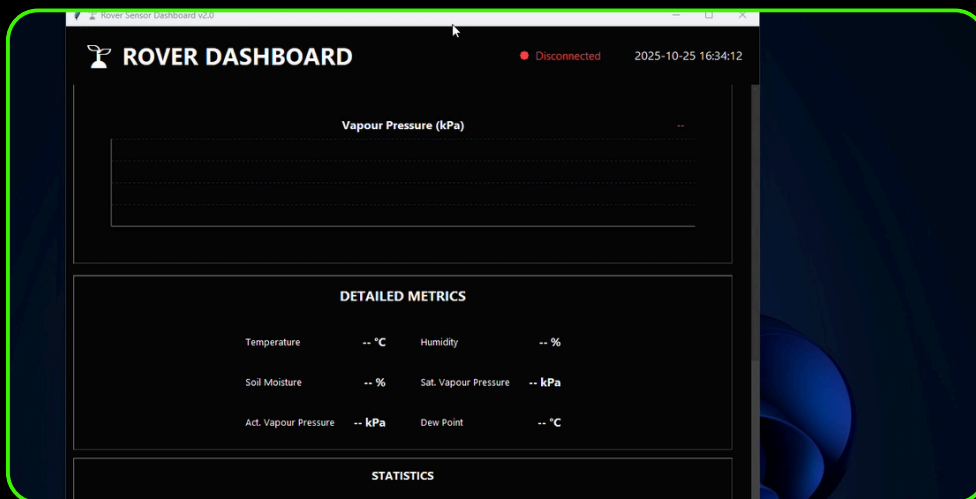 Rover Sensor Dashboard v2.0
ROVER DASHBOARD
Disconnected
2025-10-25 16:34:12
Vapour Pressure (kPa)
--
DETAILED METRICS
Temperature -- °C Humidity -- %
Soil Moisture -- % Sat. Vapour Pressure -- kPa
Act. Vapour Pressure -- kPa Dew Point -- °C
STATISTICS